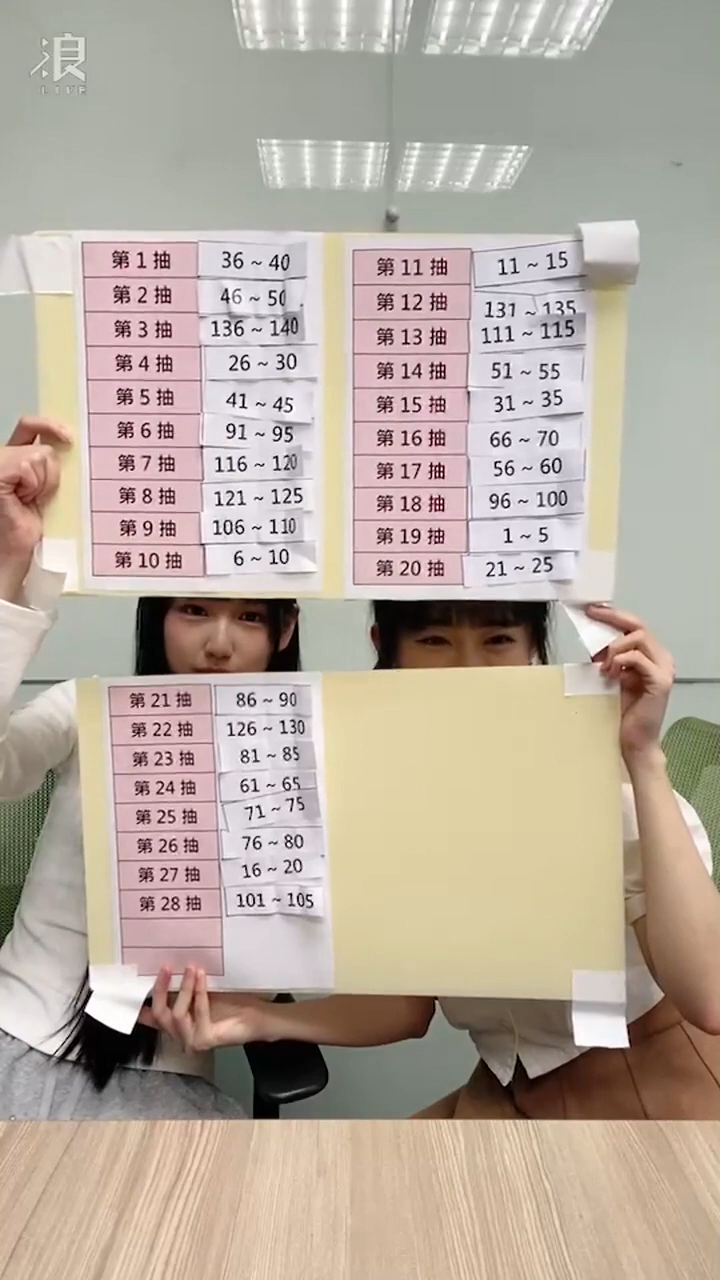 浪
LIVE
第 1 抽 36 ~ 40
第 2 抽 46 ~ 50
第 3 抽 136 ~ 140
第 4 抽 26 ~ 30
第 5 抽 41 ~ 45
第 6 抽 91 ~ 95
第 7 抽 116 ~ 120
第 8 抽 121 ~ 125
第 9 抽 106 ~ 110
第 10 抽 6 ~ 10
第 11 抽 11 ~ 15
第 12 抽 131 ~ 135
第 13 抽 111 ~ 115
第 14 抽 51 ~ 55
第 15 抽 31 ~ 35
第 16 抽 66 ~ 70
第 17 抽 56 ~ 60
第 18 抽 96 ~ 100
第 19 抽 1 ~ 5
第 20 抽 21 ~ 25
第 21 抽 86 ~ 90
第 22 抽 126 ~ 130
第 23 抽 81 ~ 85
第 24 抽 61 ~ 65
第 25 抽 71 ~ 75
第 26 抽 76 ~ 80
第 27 抽 16 ~ 20
第 28 抽 101 ~ 105